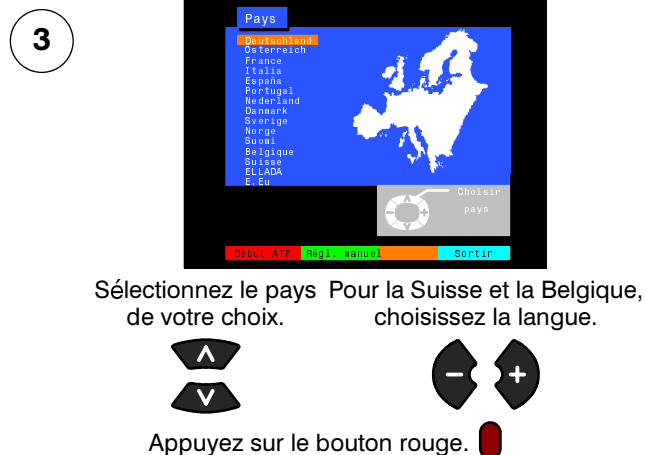 3
Pays
Deutschland
Österreich
France
Italia
España
Portugal
Nederland
Danmark
Sverige
Norge
Suomi
Belgique
Suisse
ELLADA
E.Eu
Choisir
pays
Début ATP Régl. manuel Sortir
Sélectionnez le pays Pour la Suisse et la Belgique,
de votre choix. choisissez la langue.
Appuyez sur le bouton rouge.